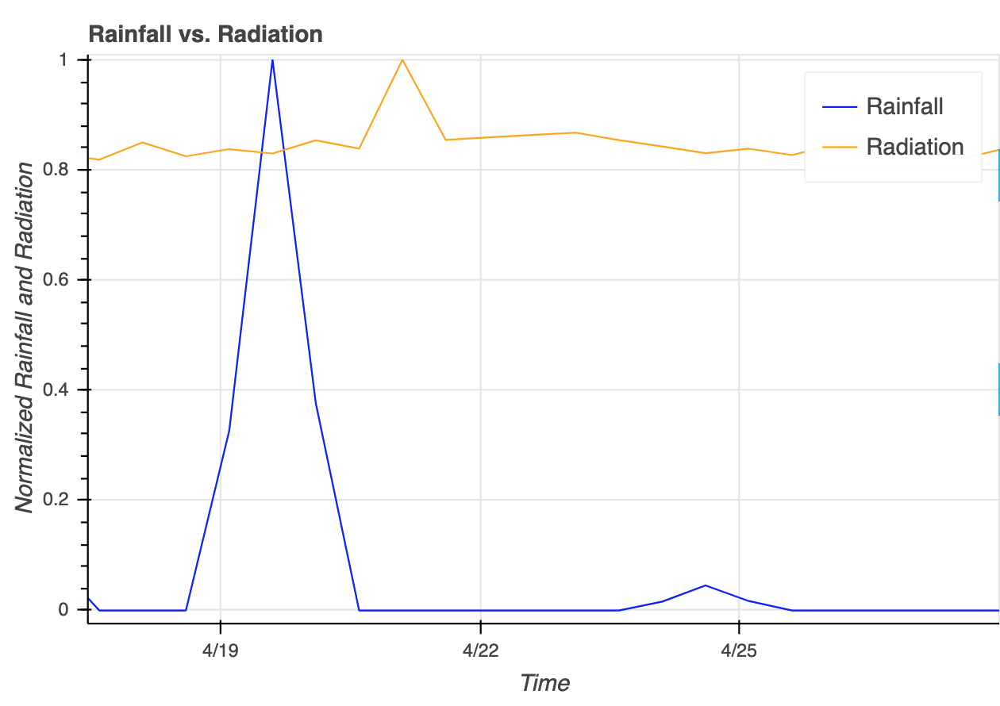 Rainfall vs. Radiation
1
0.8
0.6
0.4
0.2
0
Normalized Rainfall and Radiation
Rainfall
Radiation
4/19
4/22
4/25
Time